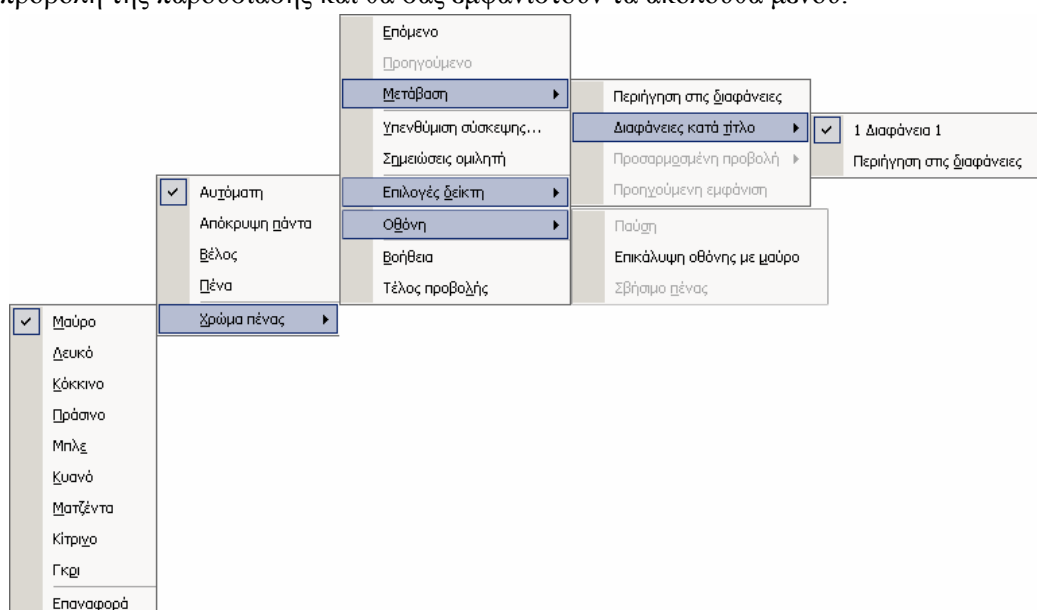 προβολή της παρουσίασης και θα σας εμφανιστούν τα ακόλουθα μενού:
Επόμενο
Προηγούμενο
Μετάβαση
Υπενθύμιση σύσκεψης...
Σημειώσεις ομιλητή
Επιλογές δείκτη
Οθόνη
Βοήθεια
Τέλος προβολής
Περιήγηση στις διαφάνειες
Διαφάνειες κατά τίτλο
Προσαρμοσμένη προβολή
Προηγούμενη εμφάνιση
1 Διαφάνεια 1
Περιήγηση στις διαφάνειες
Παύση
Επικάλυψη οθόνης με μαύρο
Σβήσιμο πένας
Αυτόματη
Απόκρυψη πάντα
Βέλος
Πένα
Χρώμα πένας
Μαύρο
Λευκό
Κόκκινο
Πράσινο
Μπλε
Κυανό
Ματζέντα
Κίτρινο
Γκρι
Επαναφορά